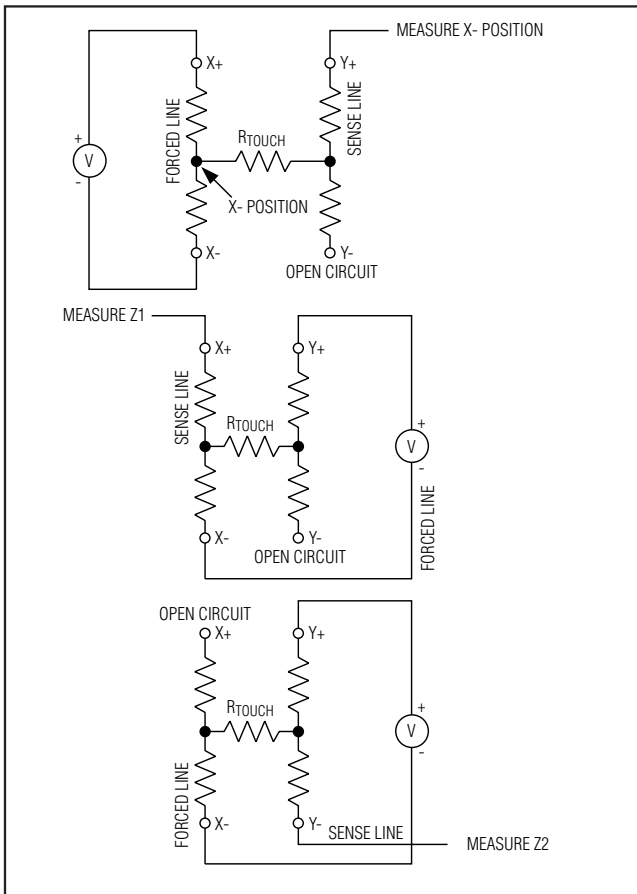 MEASURE X- POSITION
X+
Y+
FORCED LINE
SENSE LINE
RTOUCH
+
V
-
X- POSITION
X-
Y-
OPEN CIRCUIT
MEASURE Z1
X+
Y+
SENSE LINE
RTOUCH
+
V
-
FORCED LINE
X-
Y-
OPEN CIRCUIT
OPEN CIRCUIT
X+
Y+
RTOUCH
+
V
-
FORCED LINE
X-
Y-
SENSE LINE
MEASURE Z2